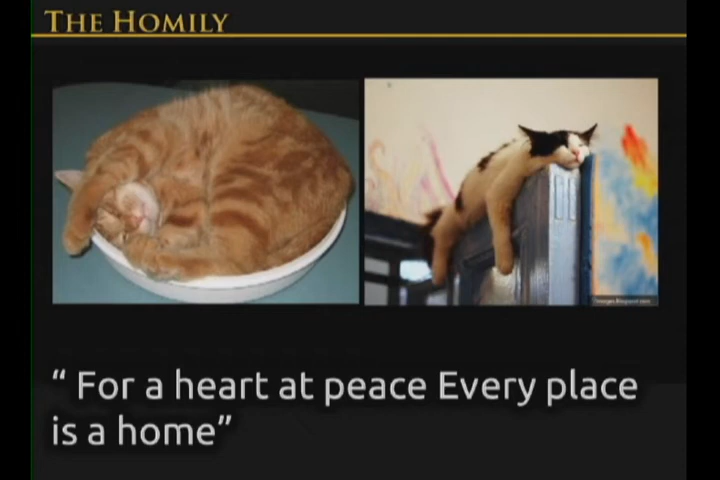 THE HOMILY
“ For a heart at peace Every place
is a home”